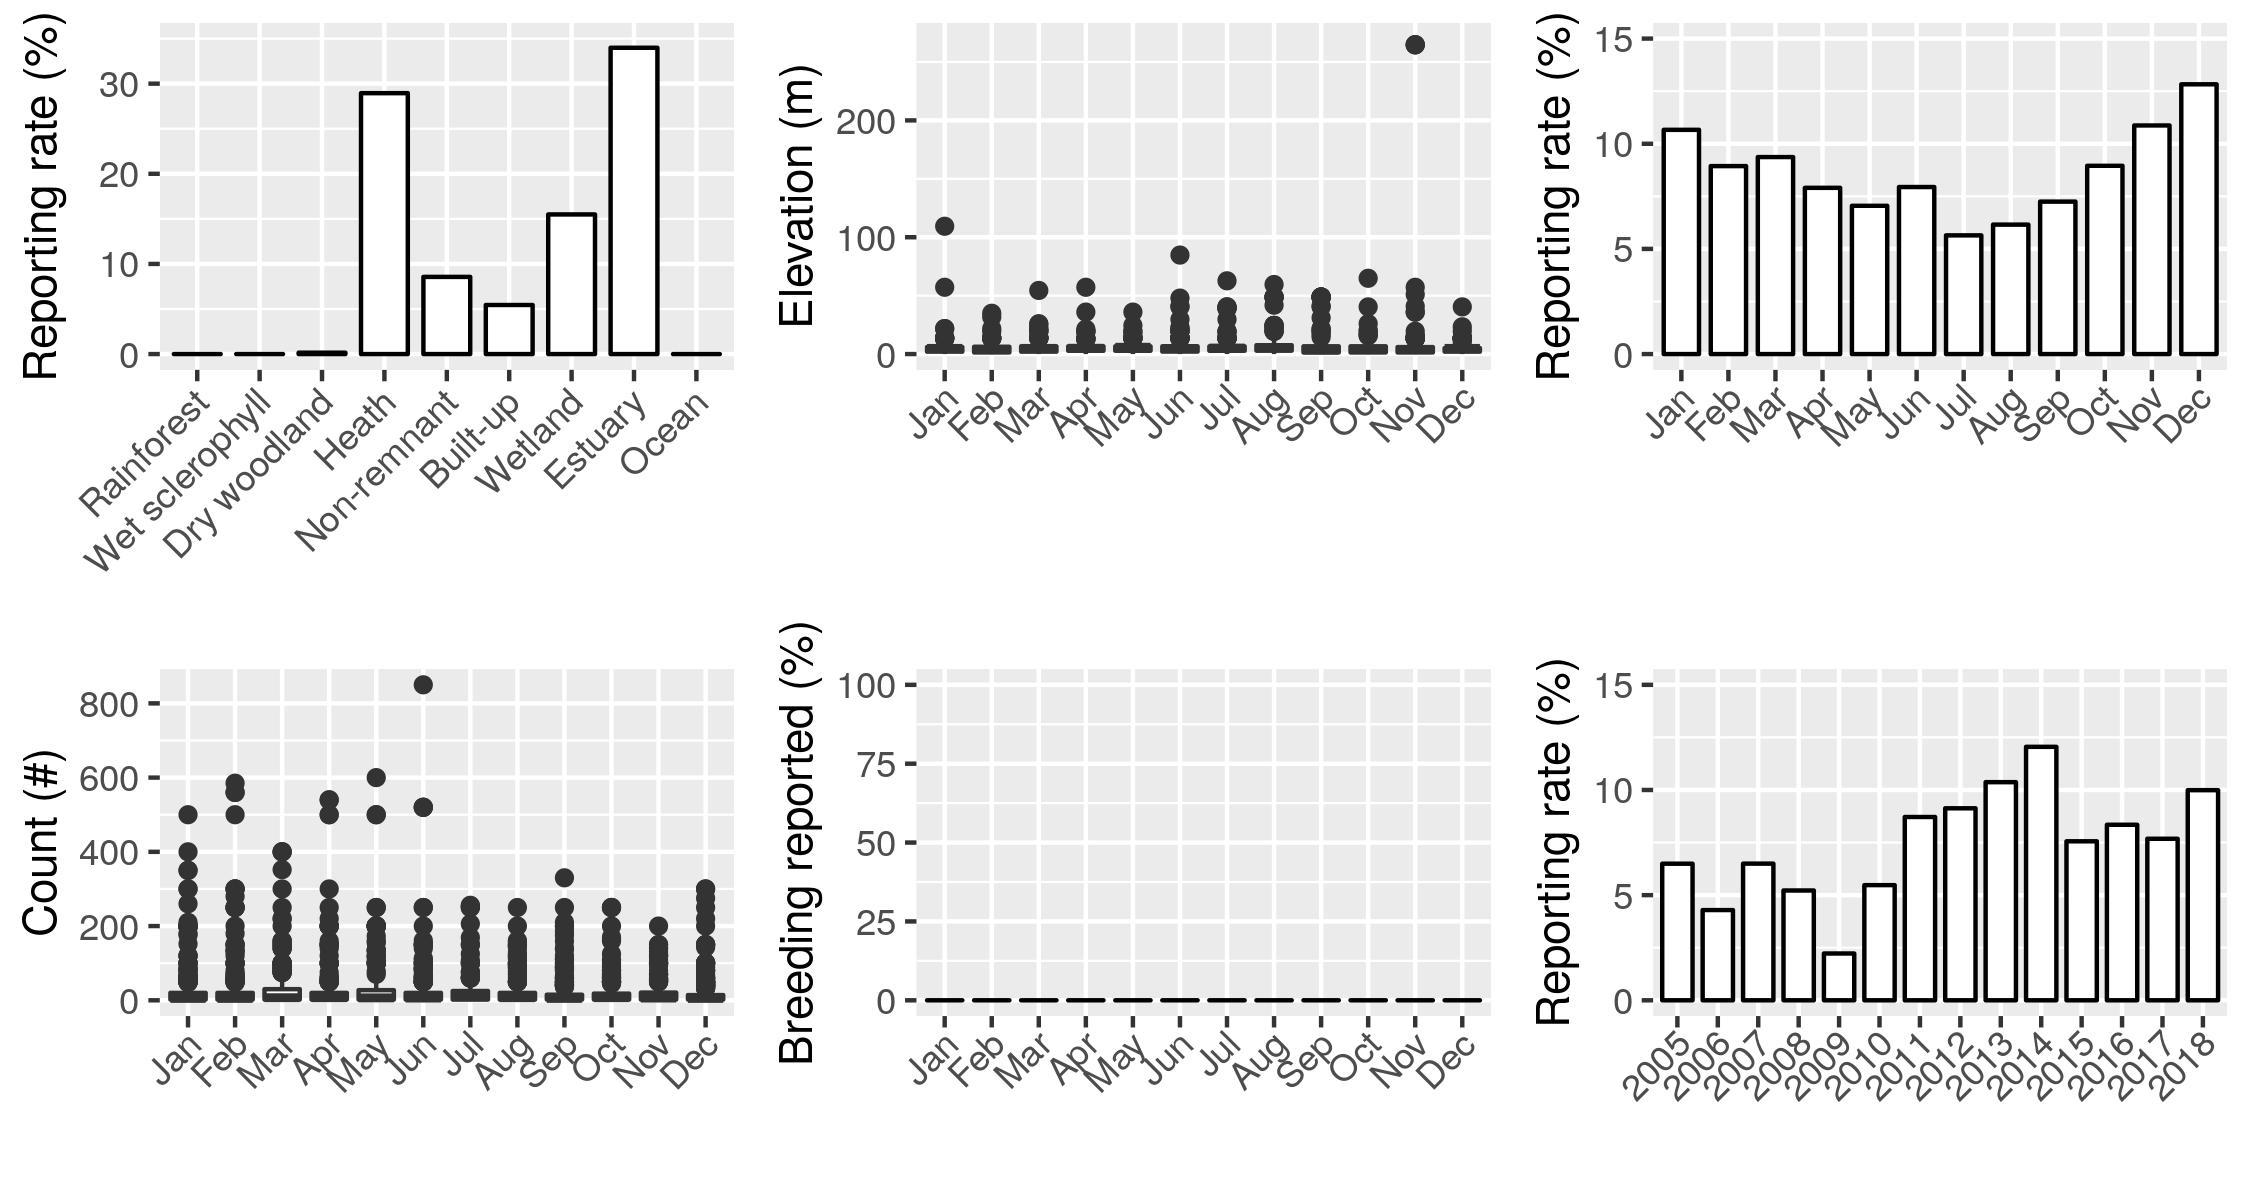 Reporting rate (%)
30
20
10
0
Rainforest
Wet sclerophyll
Dry woodland
Heath
Non-remnant
Built-up
Wetland
Estuary
Ocean
Elevation (m)
200
100
0
Jan
Feb
Mar
Apr
May
Jun
Jul
Aug
Sep
Oct
Nov
Dec
Reporting rate (%)
15
10
5
0
Jan
Feb
Mar
Apr
May
Jun
Jul
Aug
Sep
Oct
Nov
Dec
Count (#)
800
600
400
200
0
Jan
Feb
Mar
Apr
May
Jun
Jul
Aug
Sep
Oct
Nov
Dec
Breeding reported (%)
100
75
50
25
0
Jan
Feb
Mar
Apr
May
Jun
Jul
Aug
Sep
Oct
Nov
Dec
Reporting rate (%)
15
10
5
0
2005
2006
2007
2008
2009
2010
2011
2012
2013
2014
2015
2016
2017
2018